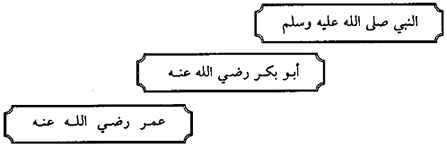 النبي صلى الله عليه وسلم
أبو بكر رضي الله عنه
عمر رضي الله عنه